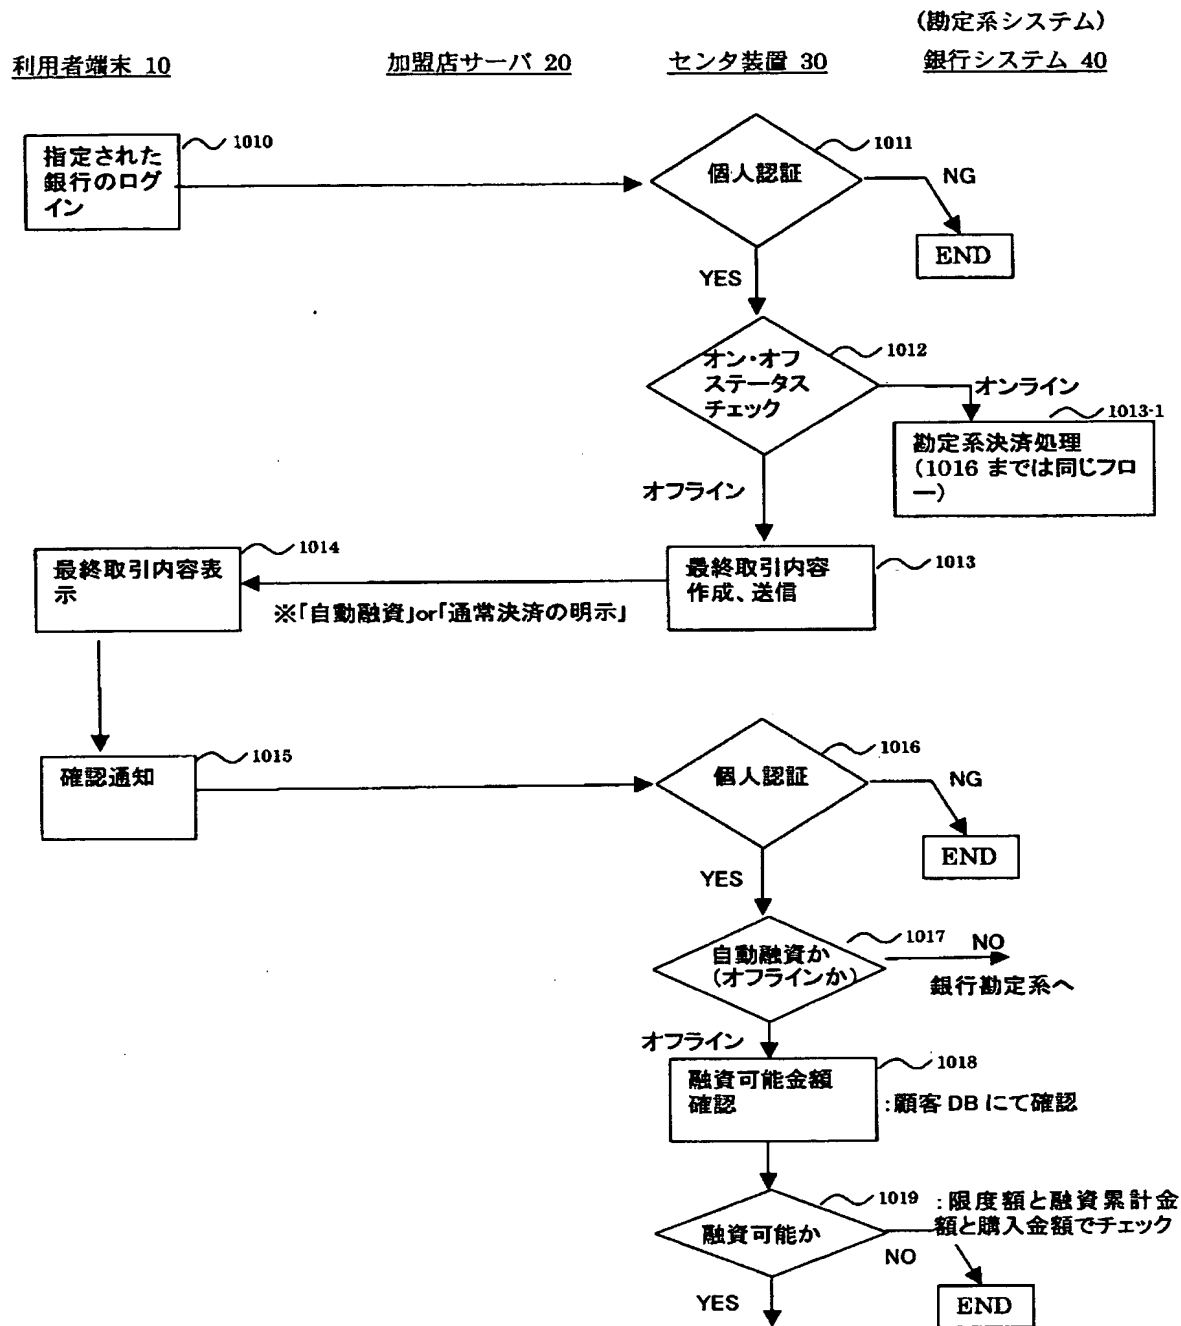 (勘定系システム)
利用者端末 10
加盟店サーバ 20
センタ装置 30
銀行システム 40
1010
指定された
銀行のログ
イン
1011
個人認証
NG
END
YES
1012
オン・オフ
ステータス
チェック
オンライン
1013-1
勘定系決済処理
(1016 までは同じフロ
ー)
オフライン
1014
最終取引内容表
示
1013
最終取引内容
作成、送信
※「自動融資」or「通常決済の明示」
1015
確認通知
1016
個人認証
NG
END
YES
1017
自動融資か
(オフラインか)
NO
銀行勘定系へ
オフライン
1018
融資可能金額
確認
:顧客 DB にて確認
1019
:限度額と融資累計金
額と購入金額でチェック
融資可能か
NO
END
YES